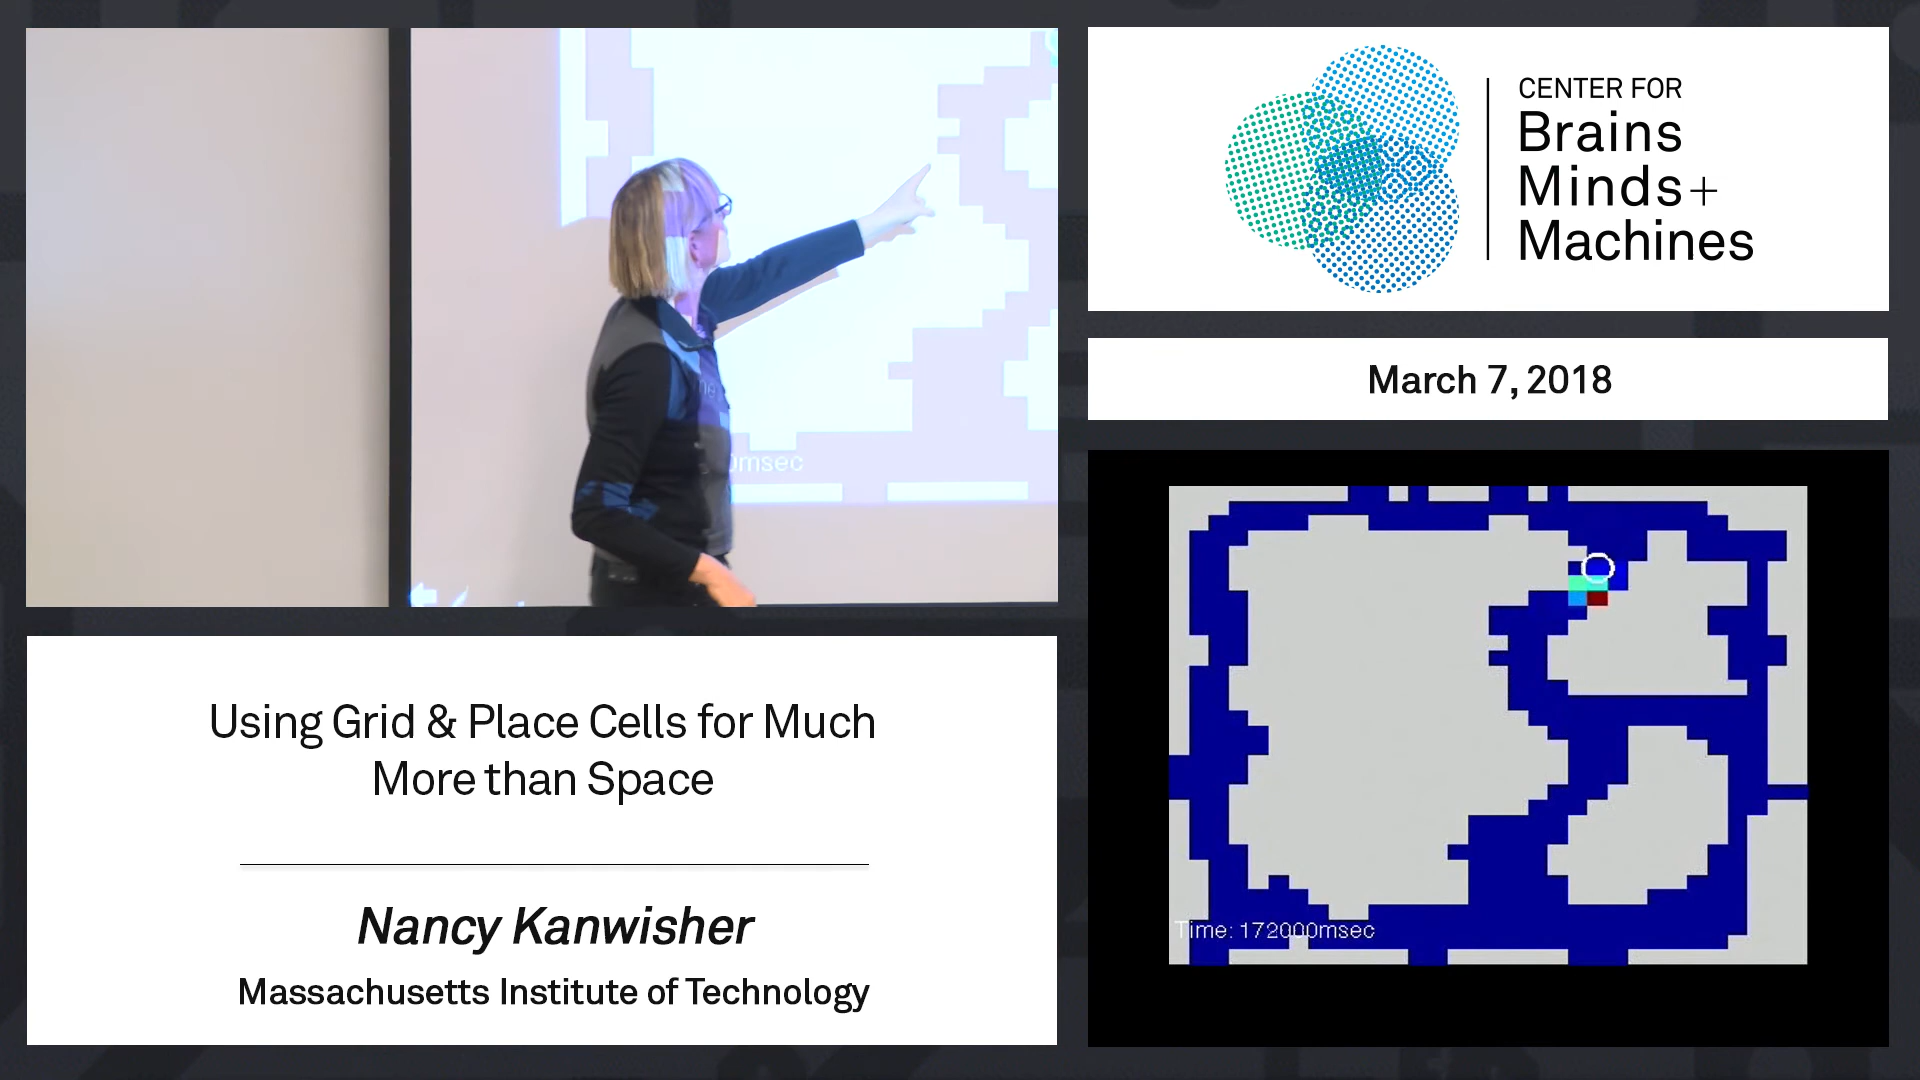 CENTER FOR
Brains
Minds+
Machines
March 7, 2018
0msec
Using Grid & Place Cells for Much
More than Space
Nancy Kanwisher
Massachusetts Institute of Technology
Time: 172000msec